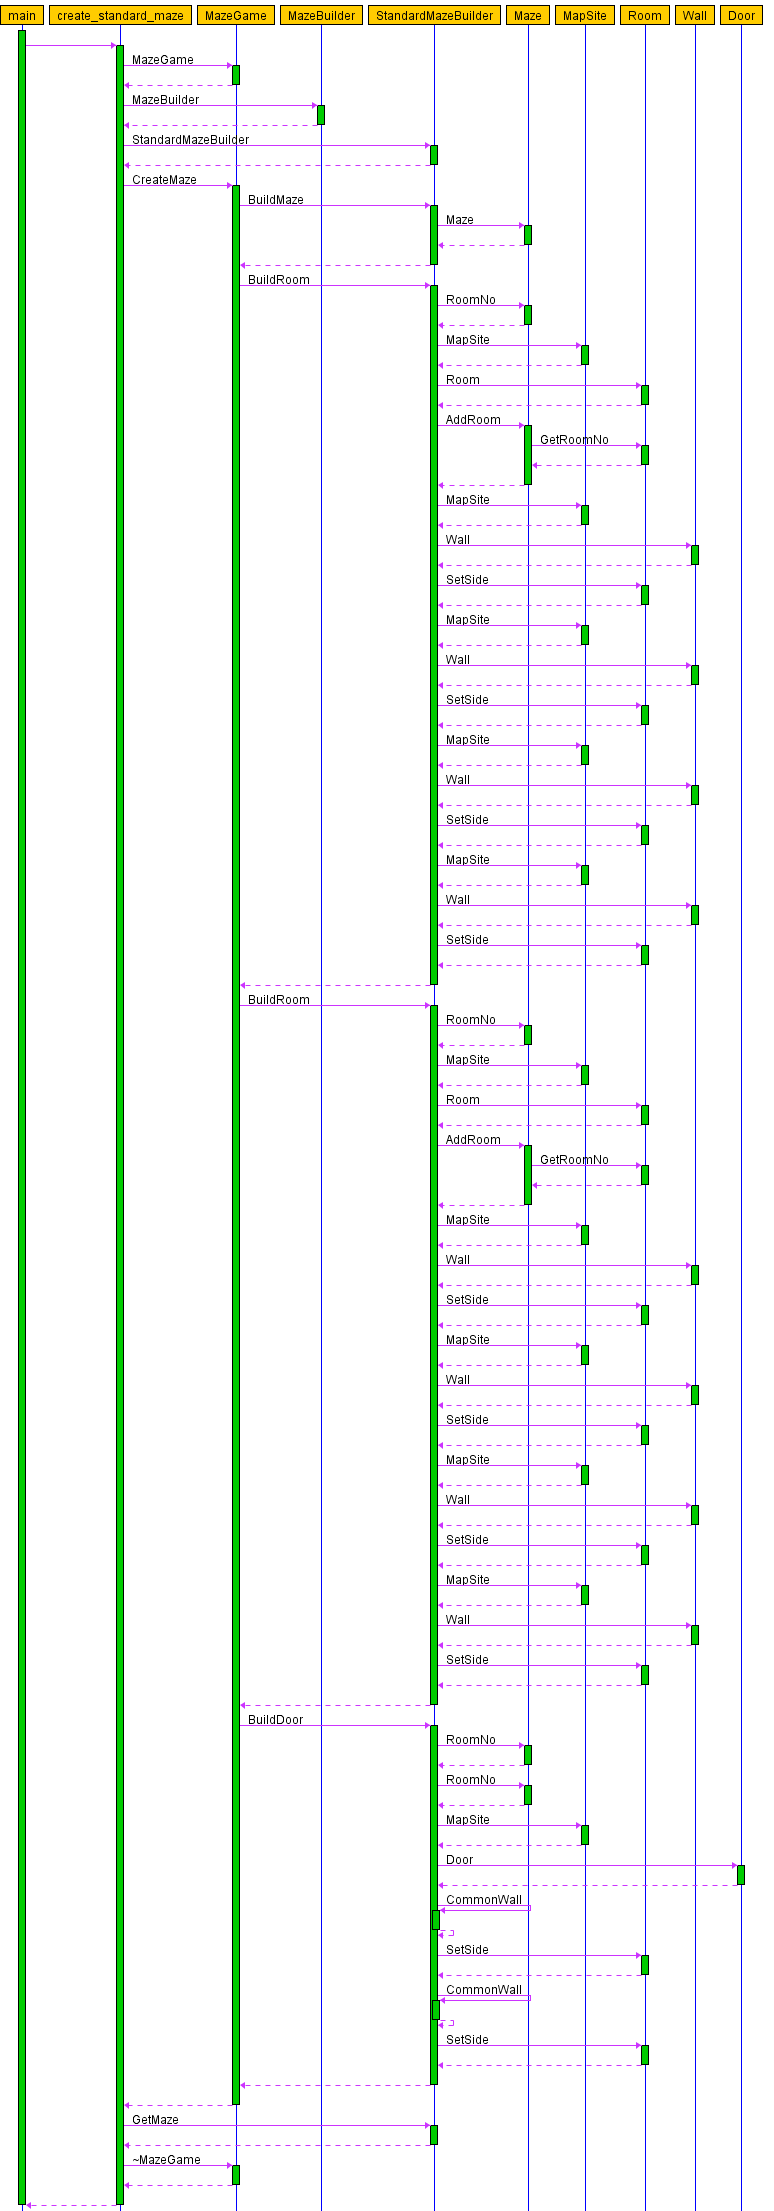 main create_standard_maze MazeGame MazeBuilder StandardMazeBuilder Maze MapSite Room Wall Door
MazeGame
MazeBuilder
StandardMazeBuilder
CreateMaze
BuildMaze
Maze
BuildRoom
RoomNo
MapSite
Room
AddRoom
GetRoomNo
MapSite
Wall
SetSide
MapSite
Wall
SetSide
MapSite
Wall
SetSide
MapSite
Wall
SetSide
BuildRoom
RoomNo
MapSite
Room
AddRoom
GetRoomNo
MapSite
Wall
SetSide
MapSite
Wall
SetSide
MapSite
Wall
SetSide
MapSite
Wall
SetSide
BuildDoor
RoomNo
RoomNo
MapSite
Door
CommonWall
SetSide
CommonWall
SetSide
GetMaze
~MazeGame